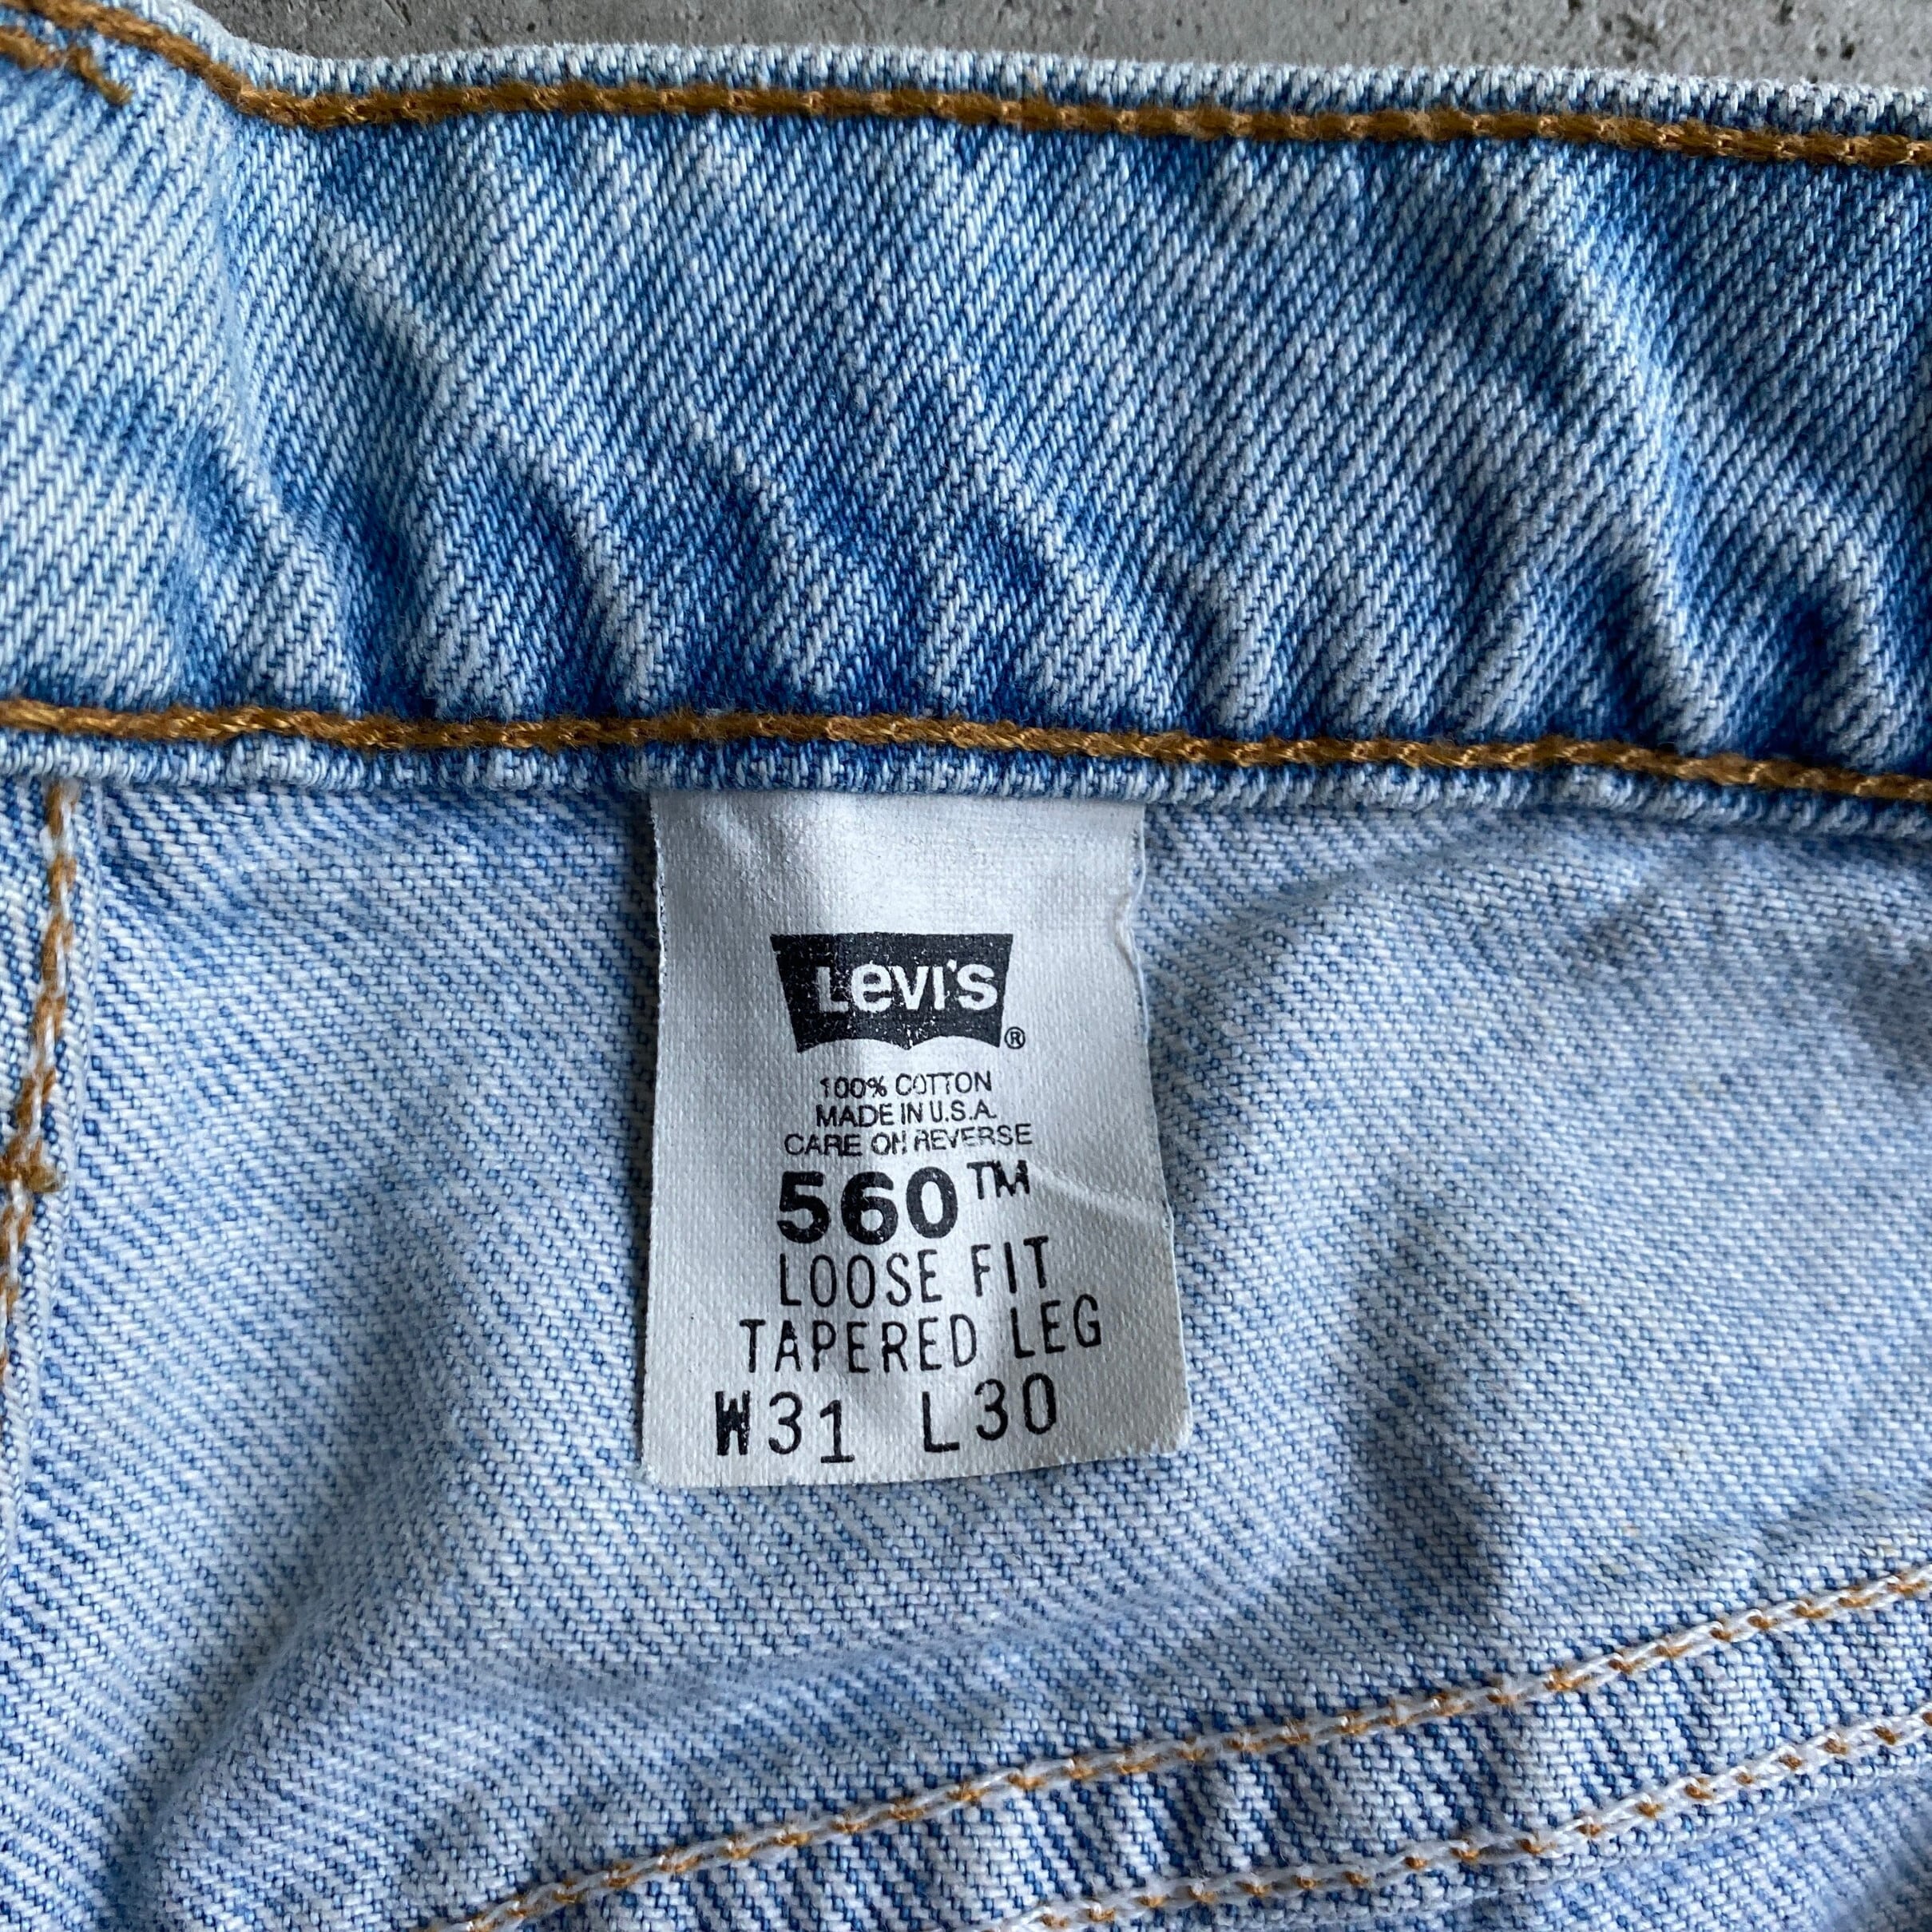 Levi's
®
100% COTTON
MADE IN U.S.A.
CARE ON REVERSE
560™
LOOSE FIT
TAPERED LEG
W31 L30